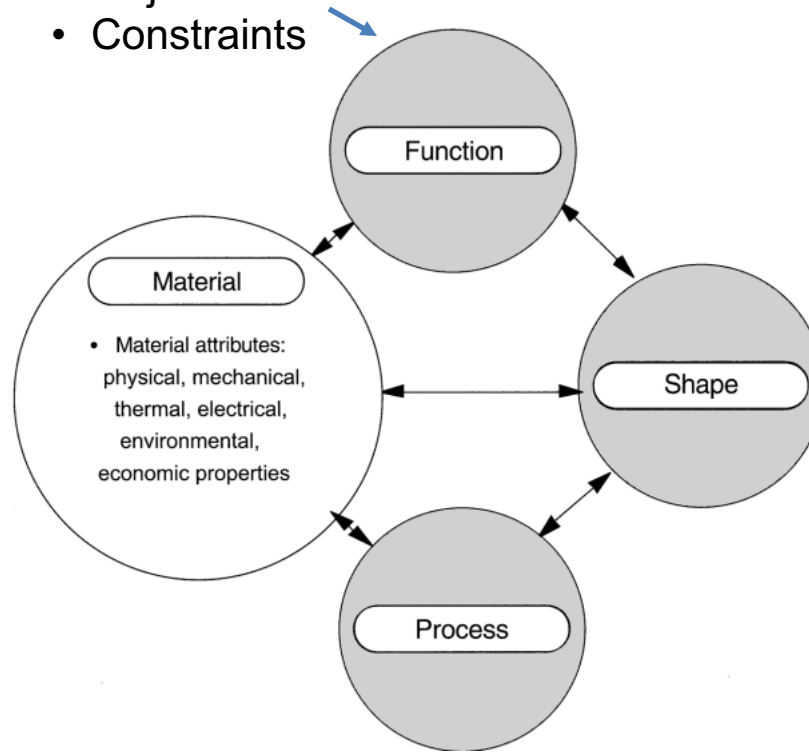 • Constraints
Function
Material
• Material attributes:
physical, mechanical,
thermal, electrical,
environmental,
economic properties
Shape
Process